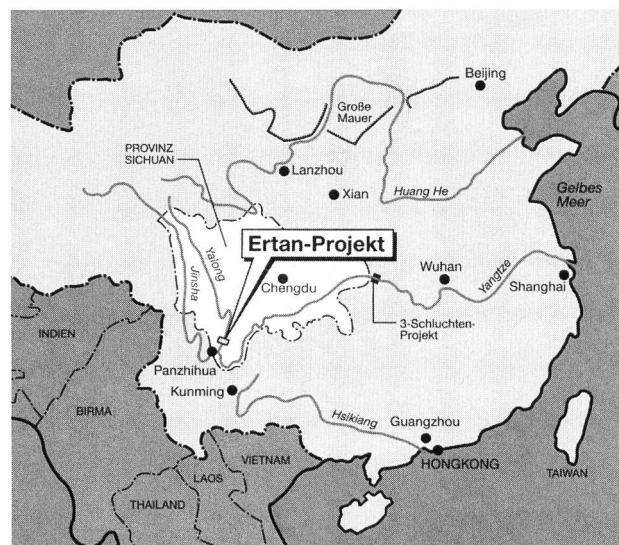 Beijing
Große
Mauer
PROVINZ
SICHUAN
Lanzhou
Xian
Huang He
Gelbes
Meer
Ertan-Projekt
Yalong
Jinsha
Chengdu
Wuhan
Yangtze
Shanghai
3-Schluchten-
Projekt
INDIEN
Panzhihua
Kunming
BIRMA
Hsikiang
Guangzhou
HONGKONG
TAIWAN
VIETNAM
LAOS
THAILAND